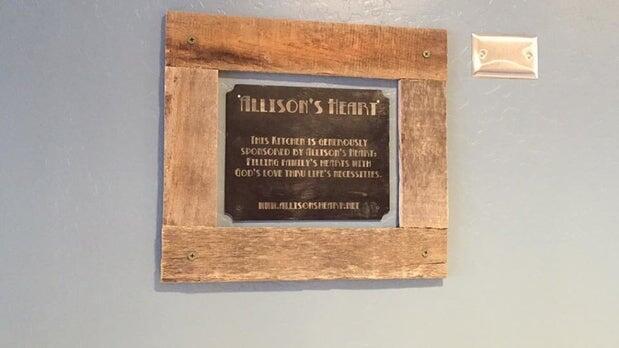 ALLISON'S HEART
THIS KITCHEN IS GENEROUSLY
SPONSORED BY ALLISON'S HEART;
FILLING FAMILY'S HEARTS WITH
GOD'S LOVE THRU LIFE'S NECESSITIES.
WWW.ALLISONSHEART.NET